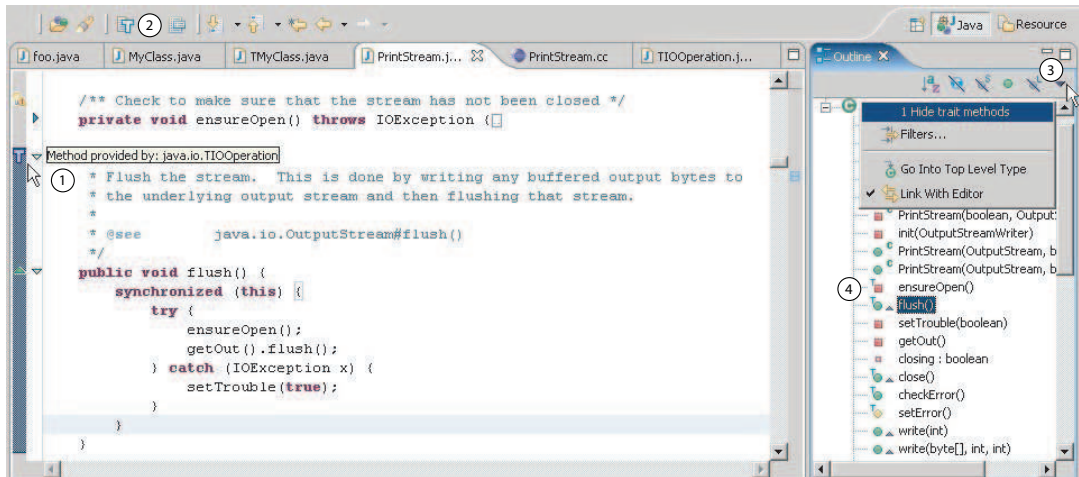 2
Java
Resource
foo.java
MyClass.java
TMyClass.java
PrintStream.j...
PrintStream.cc
TIOOperation.j...
Outline
3
/** Check to make sure that the stream has not been closed */
private void ensureOpen() throws IOException {
Method provided by: java.io.TIOOperation
1
* Flush the stream. This is done by writing any buffered output bytes to
* the underlying output stream and then flushing that stream.
*
* @see java.io.OutputStream#flush()
*/
public void flush() {
synchronized (this) {
try {
ensureOpen();
getOut().flush();
} catch (IOException x) {
setTrouble(true);
}
}
}
1 Hide trait methods
Filters...
Go Into Top Level Type
Link With Editor
PrintStream(boolean, Output
init(OutputStreamWriter)
PrintStream(OutputStream, b
PrintStream(OutputStream, b
4
ensureOpen()
flush()
setTrouble(boolean)
getOut()
closing : boolean
close()
checkError()
setError()
write(int)
write(byte[], int, int)